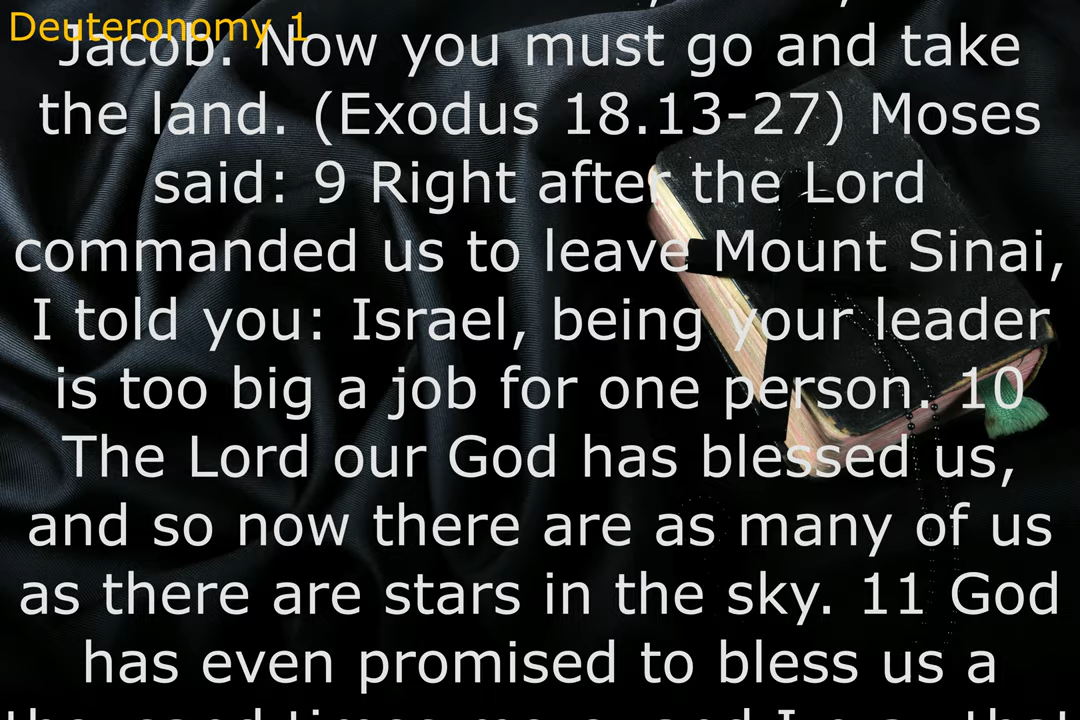 Deuteronomy 1
Jacob. Now you must go and take
the land. (Exodus 18.13-27) Moses
said: 9 Right after the Lord
commanded us to leave Mount Sinai,
I told you: Israel, being your leader
is too big a job for one person. 10
The Lord our God has blessed us,
and so now there are as many of us
as there are stars in the sky. 11 God
has even promised to bless us a